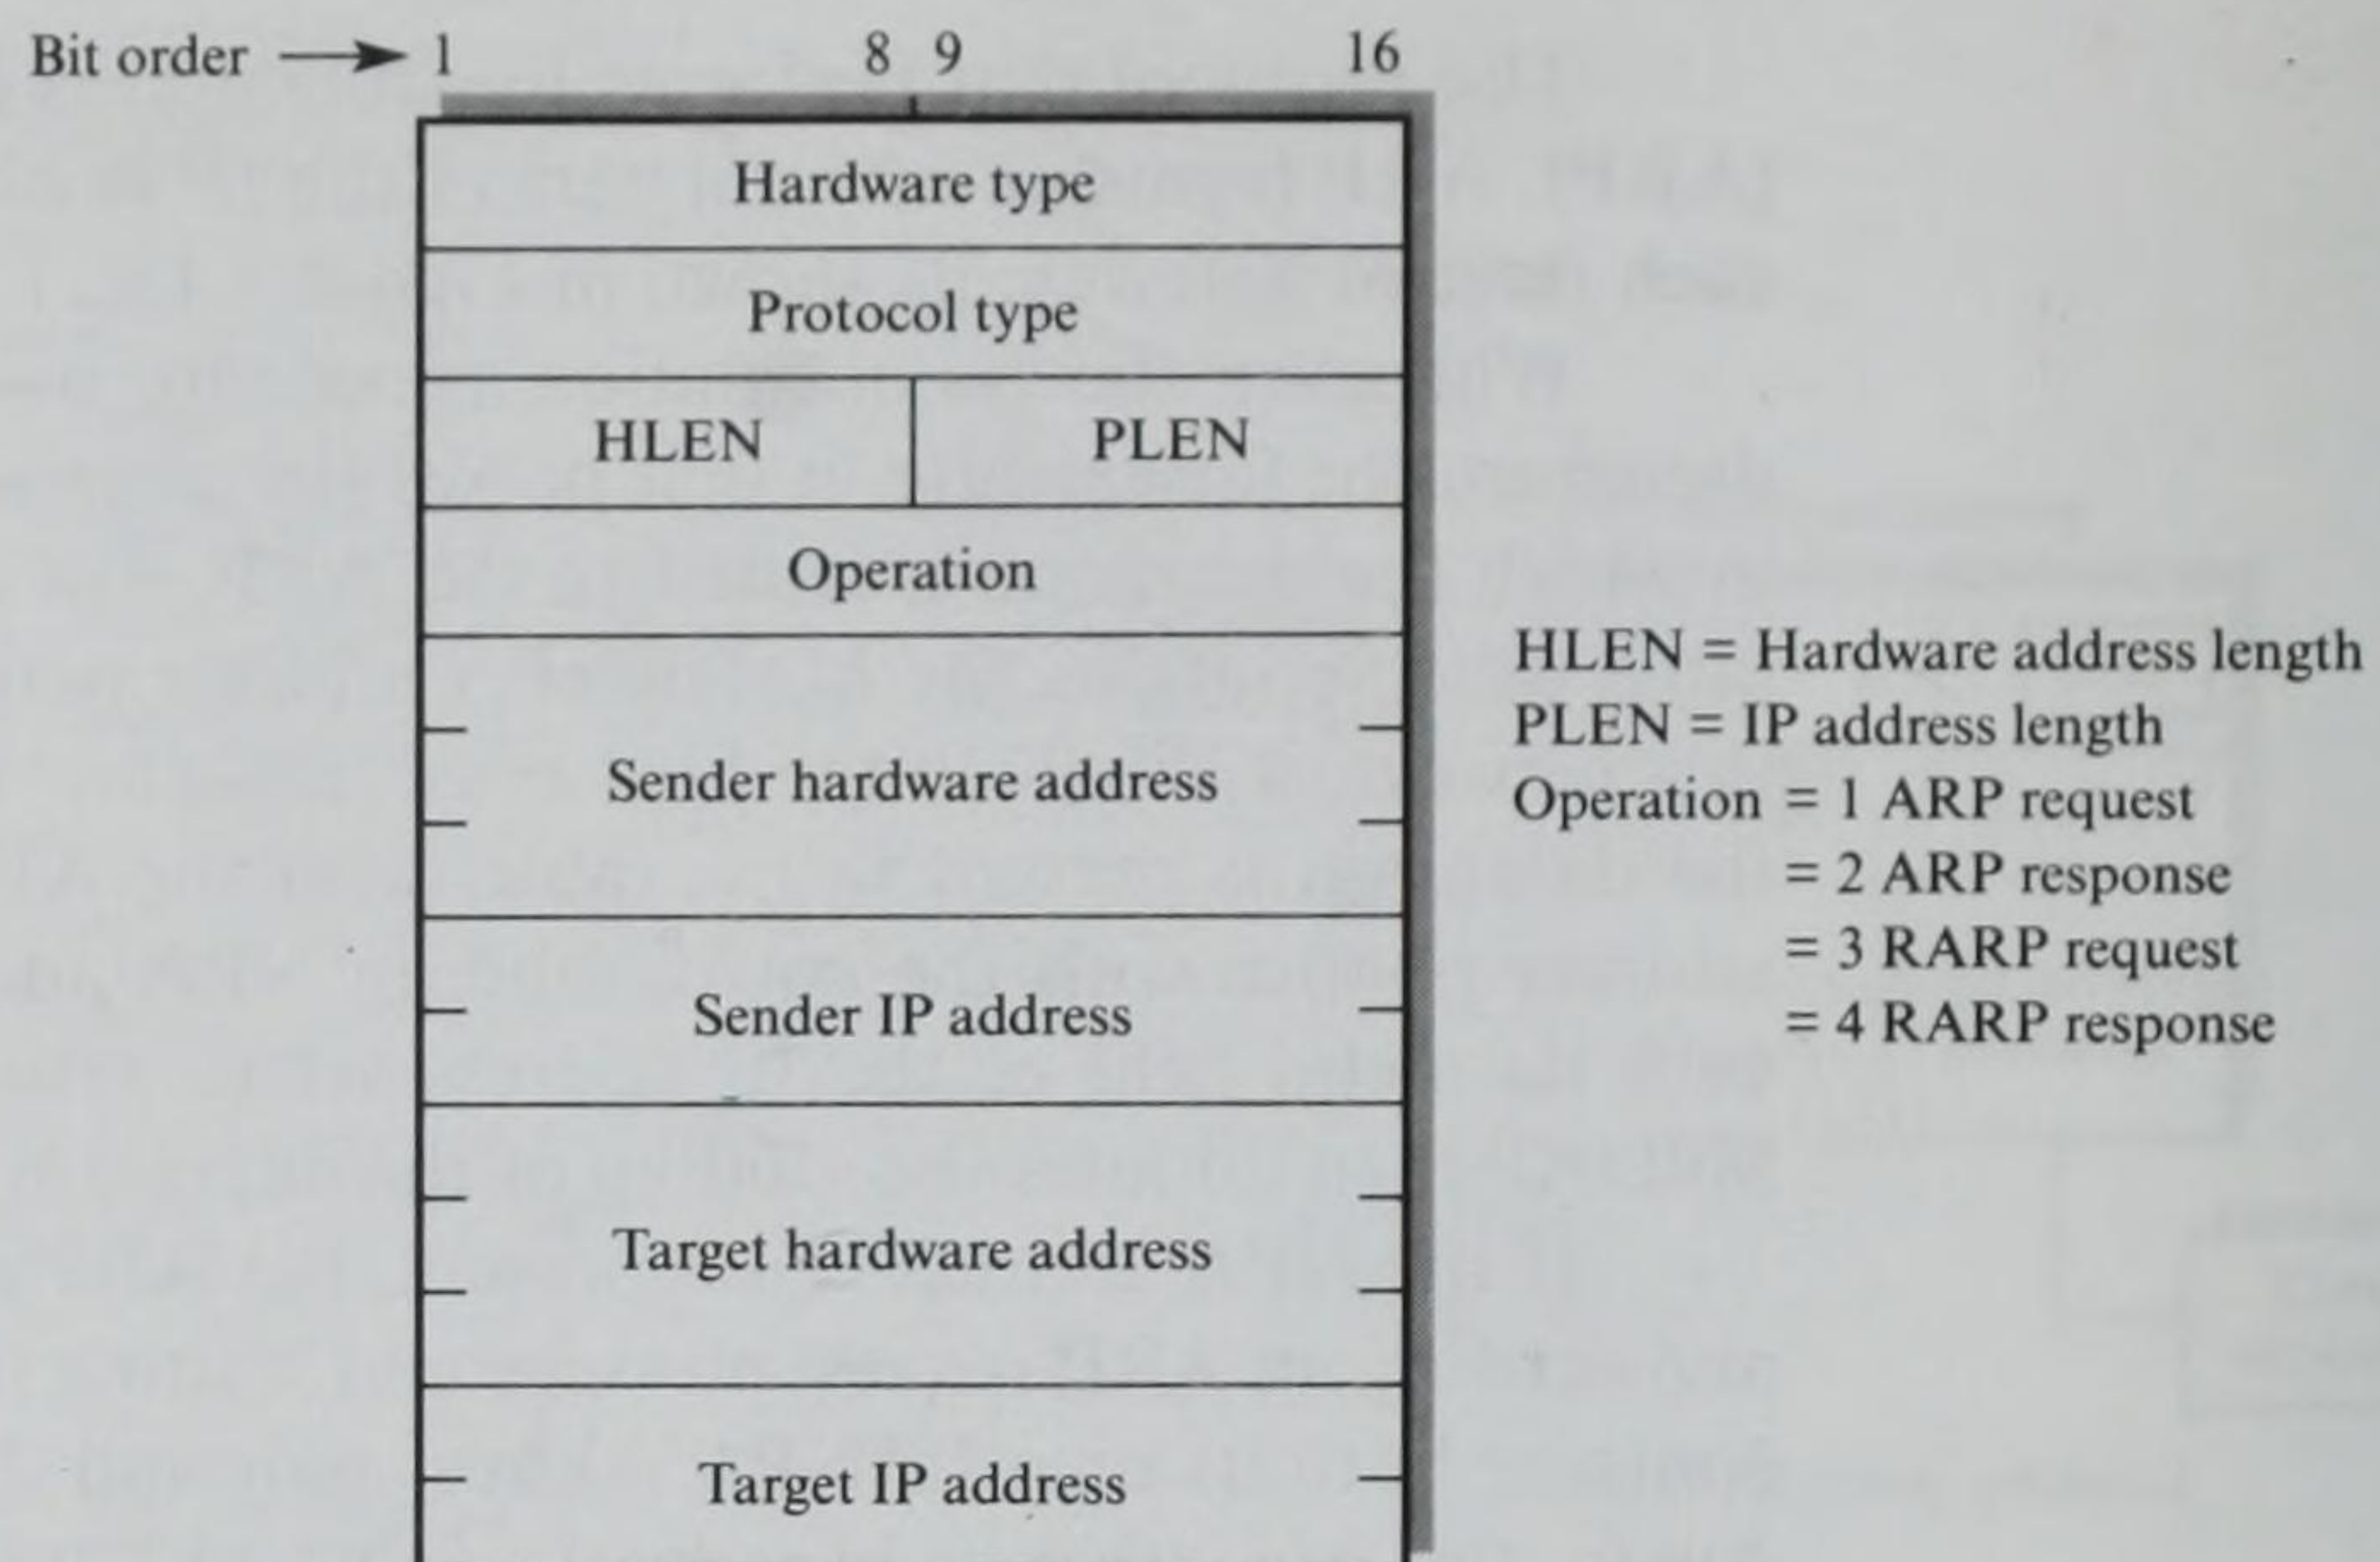 Bit order 1 8 9 16
Hardware type
Protocol type
HLEN PLEN
Operation
Sender hardware address
Sender IP address
Target hardware address
Target IP address
HLEN = Hardware address length
PLEN = IP address length
Operation = 1 ARP request
= 2 ARP response
= 3 RARP request
= 4 RARP response